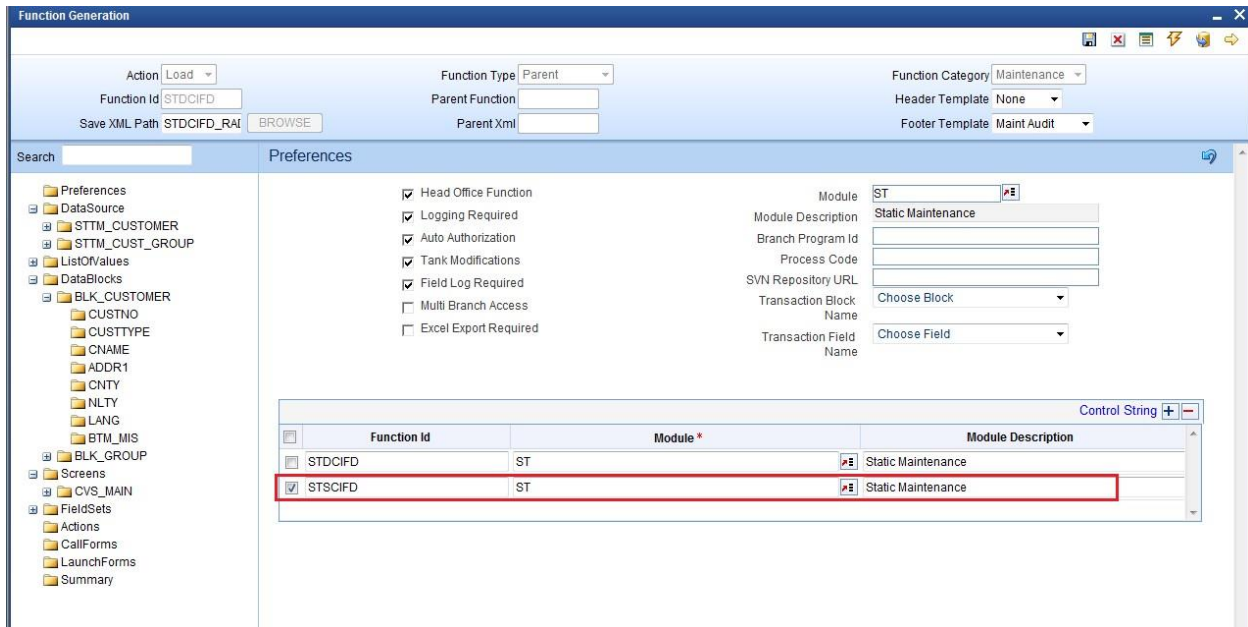 Function Generation
Action Load Function Type Parent Function Category Maintenance
Function Id STDCIFD Parent Function Header Template None
Save XML Path STDCIFD_RAD BROWSE Parent Xml Footer Template Maint Audit
Search Preferences
Preferences
DataSource
STTM_CUSTOMER
STTM_CUST_GROUP
ListOfValues
DataBlocks
BLK_CUSTOMER
CUSTNO
CUSTTYPE
CNAME
ADDR1
CNTY
NLTY
LANG
BTM_MIS
BLK_GROUP
Screens
CVS_MAIN
FieldSets
Actions
CallForms
LaunchForms
Summary
Head Office Function
Logging Required
Auto Authorization
Tank Modifications
Field Log Required
Multi Branch Access
Excel Export Required
Module ST
Module Description Static Maintenance
Branch Program Id
Process Code
SVN Repository URL
Transaction Block Choose Block
Name
Transaction Field Choose Field
Name
Control String + −
Function Id Module * Module Description
STDCIFD ST Static Maintenance
STSCIFD ST Static Maintenance